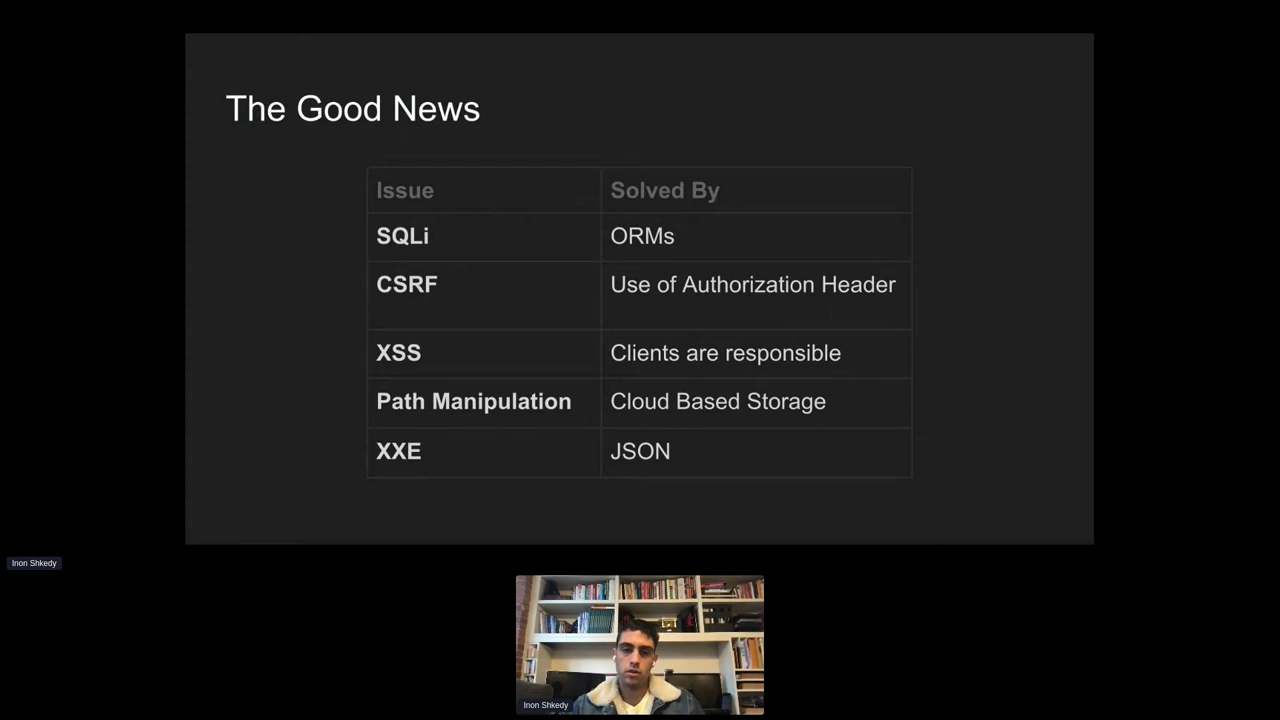 The Good News
Issue Solved By
SQLi ORMs
CSRF Use of Authorization Header
XSS Clients are responsible
Path Manipulation Cloud Based Storage
XXE JSON
Inon Shkedy
Inon Shkedy